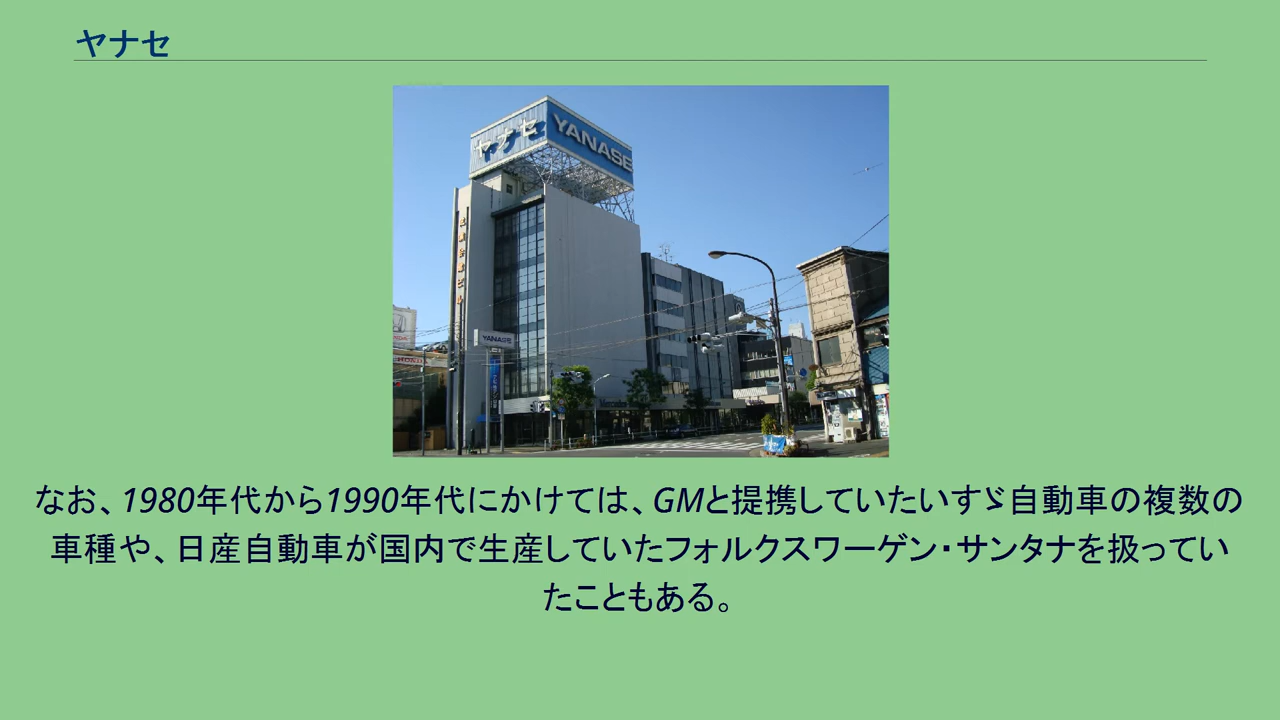 ヤナセ
ヤナセ
YANASE
YANASE
HONDA
なお、1980年代から1990年代にかけては、GMと提携していたいすゞ自動車の複数の
車種や、日産自動車が国内で生産していたフォルクスワーゲン・サンタナを扱ってい
たこともある。